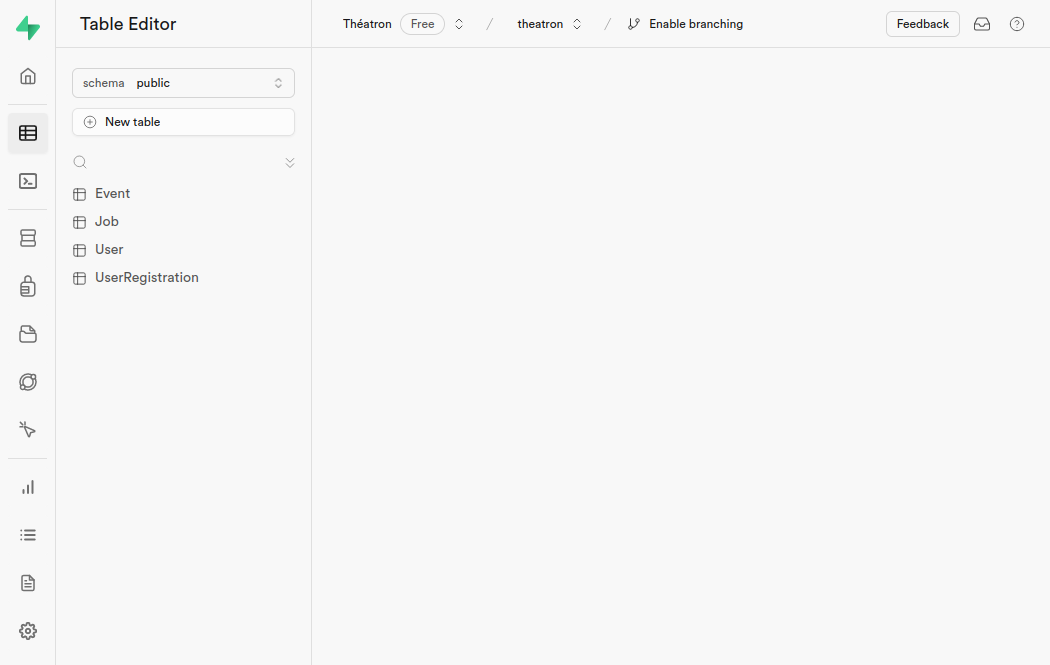 Table Editor
Théatron Free / theatron / Enable branching Feedback
schema public
New table
Event
Job
User
UserRegistration